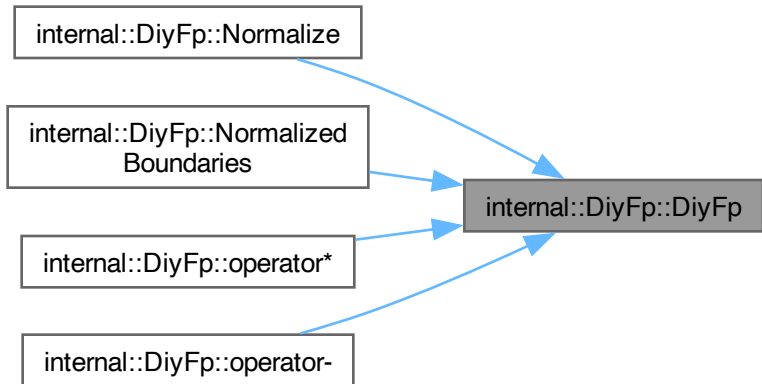 internal::DiyFp::Normalize
internal::DiyFp::Normalized
Boundaries
internal::DiyFp::DiyFp
internal::DiyFp::operator*
internal::DiyFp::operator-